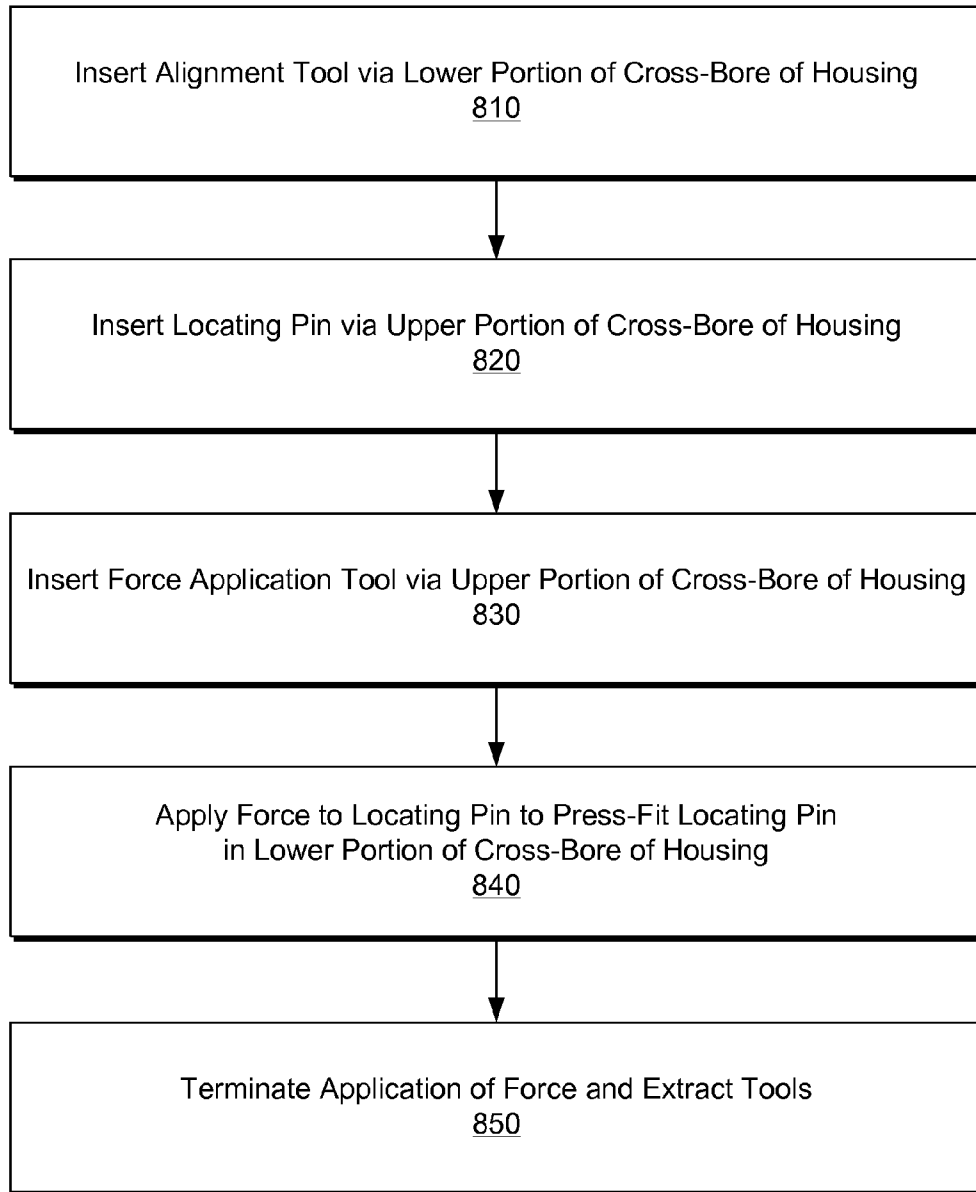 Insert Alignment Tool via Lower Portion of Cross-Bore of Housing
810
Insert Locating Pin via Upper Portion of Cross-Bore of Housing
820
Insert Force Application Tool via Upper Portion of Cross-Bore of Housing
830
Apply Force to Locating Pin to Press-Fit Locating Pin
in Lower Portion of Cross-Bore of Housing
840
Terminate Application of Force and Extract Tools
850